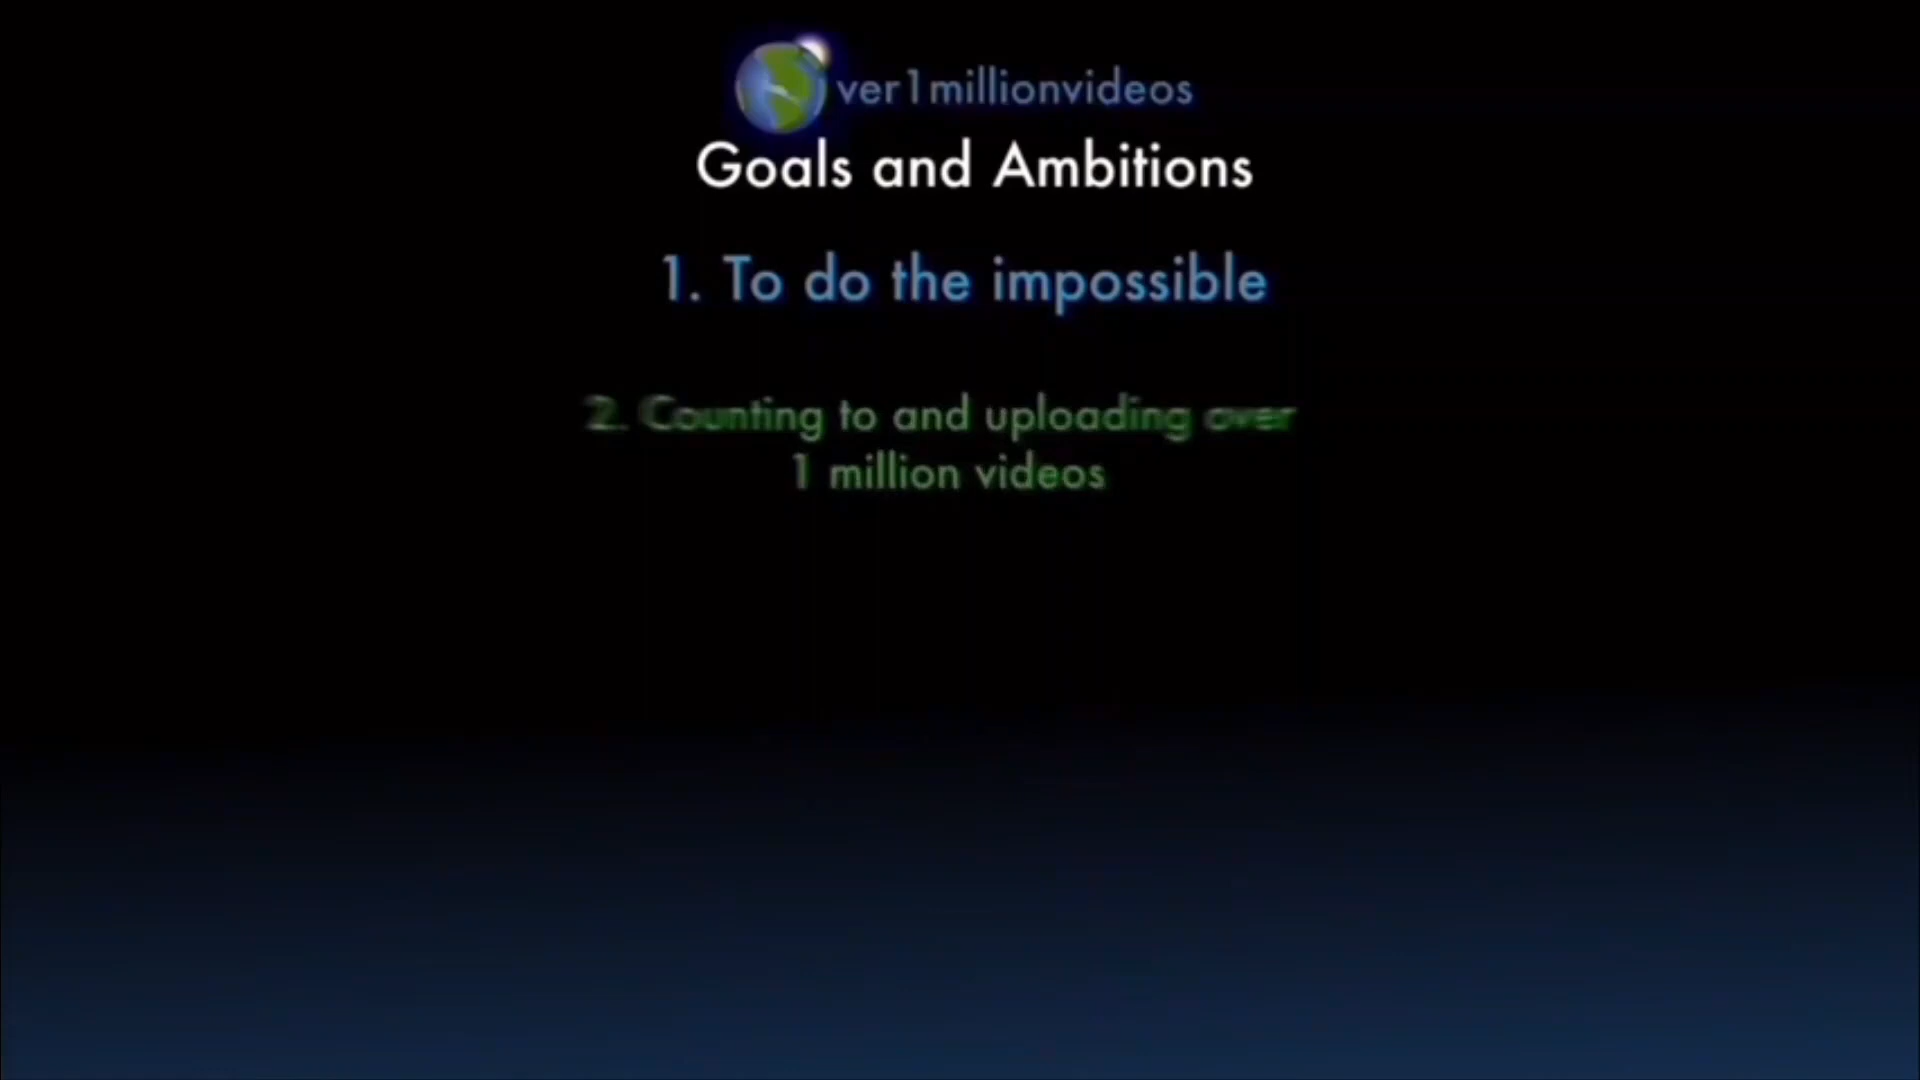 ver1millionvideos
Goals and Ambitions
1. To do the impossible
2. Counting to and uploading over
1 million videos